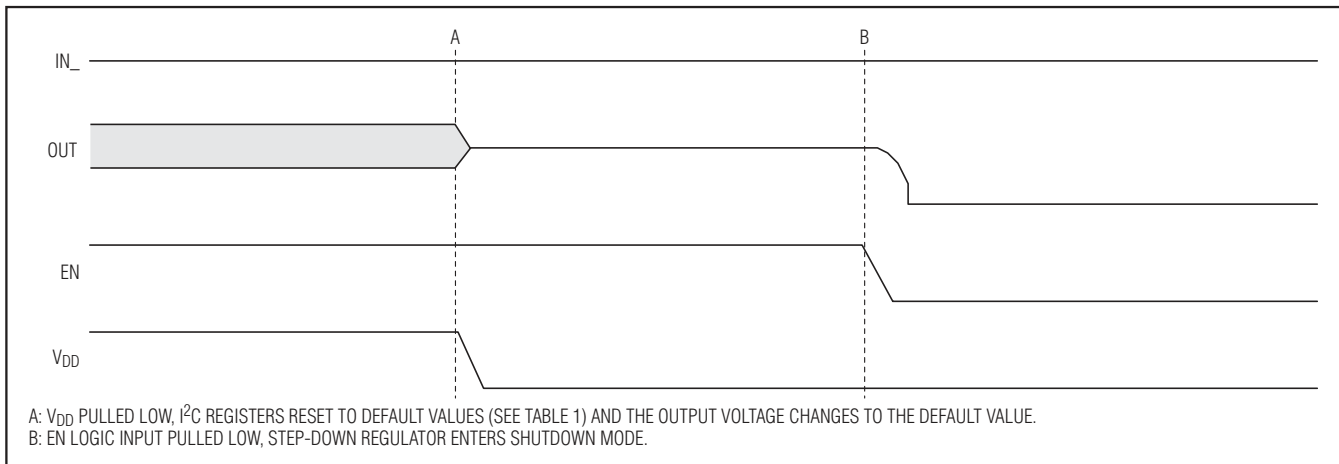 A
B
IN_
OUT
EN
VDD
A: VDD PULLED LOW, I2C REGISTERS RESET TO DEFAULT VALUES (SEE TABLE 1) AND THE OUTPUT VOLTAGE CHANGES TO THE DEFAULT VALUE.
B: EN LOGIC INPUT PULLED LOW, STEP-DOWN REGULATOR ENTERS SHUTDOWN MODE.